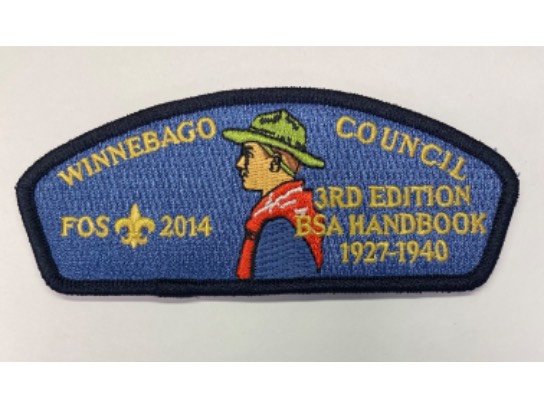 WINNEBAGO COUNCIL
FOS 2014
3RD EDITION
BSA HANDBOOK
1927-1940